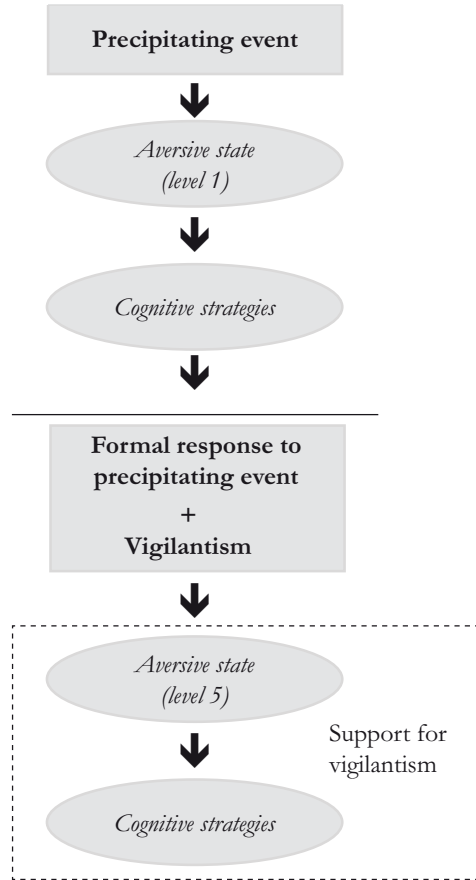 Precipitating event
Aversive state
(level 1)
Cognitive strategies
Formal response to
precipitating event
+
Vigilantism
Aversive state
(level 5)
Support for
vigilantism
Cognitive strategies